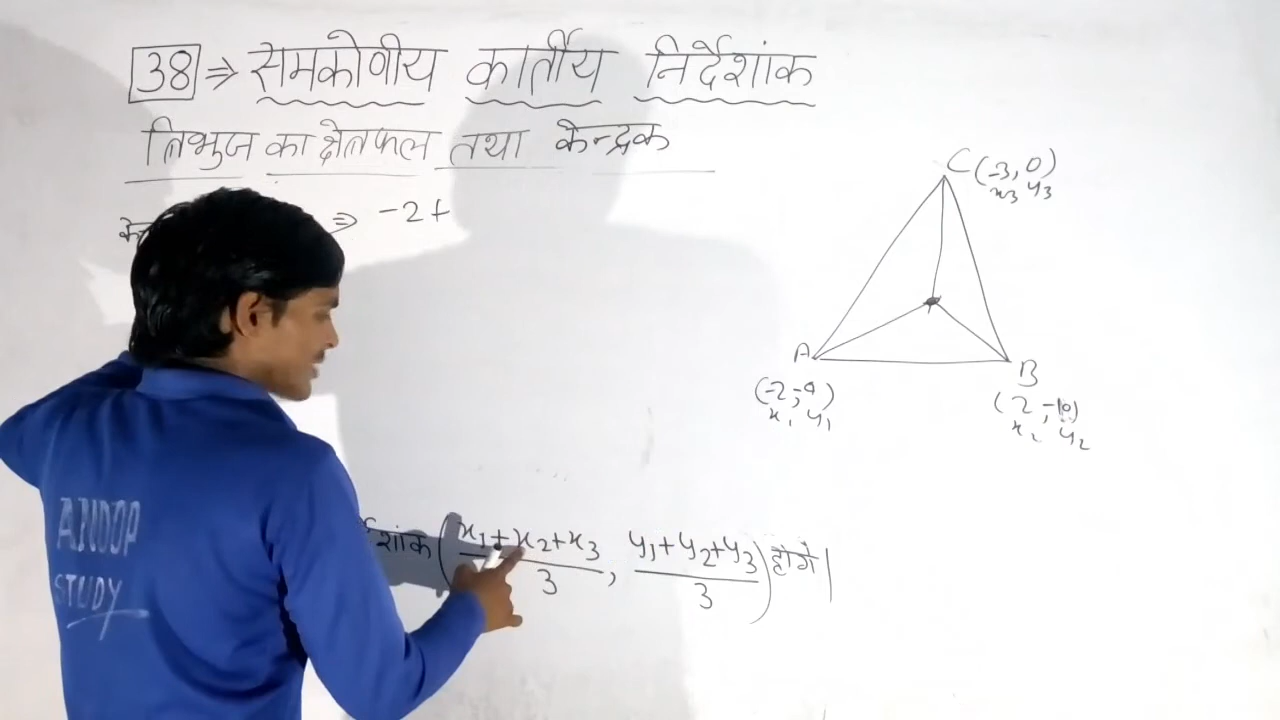 38 ⇒ समकोणीय कार्तीय निर्देशांक
त्रिभुज का क्षेत्रफल तथा केन्द्रक
⇒ -2+
C(-3, 0)
x3 y3
A
(-2,-4)
x1 y1
B
(2,-10)
x2 y2
(x1+x2+x3/3, y1+y2+y3/3) होगे|
ANOOP
STUDY